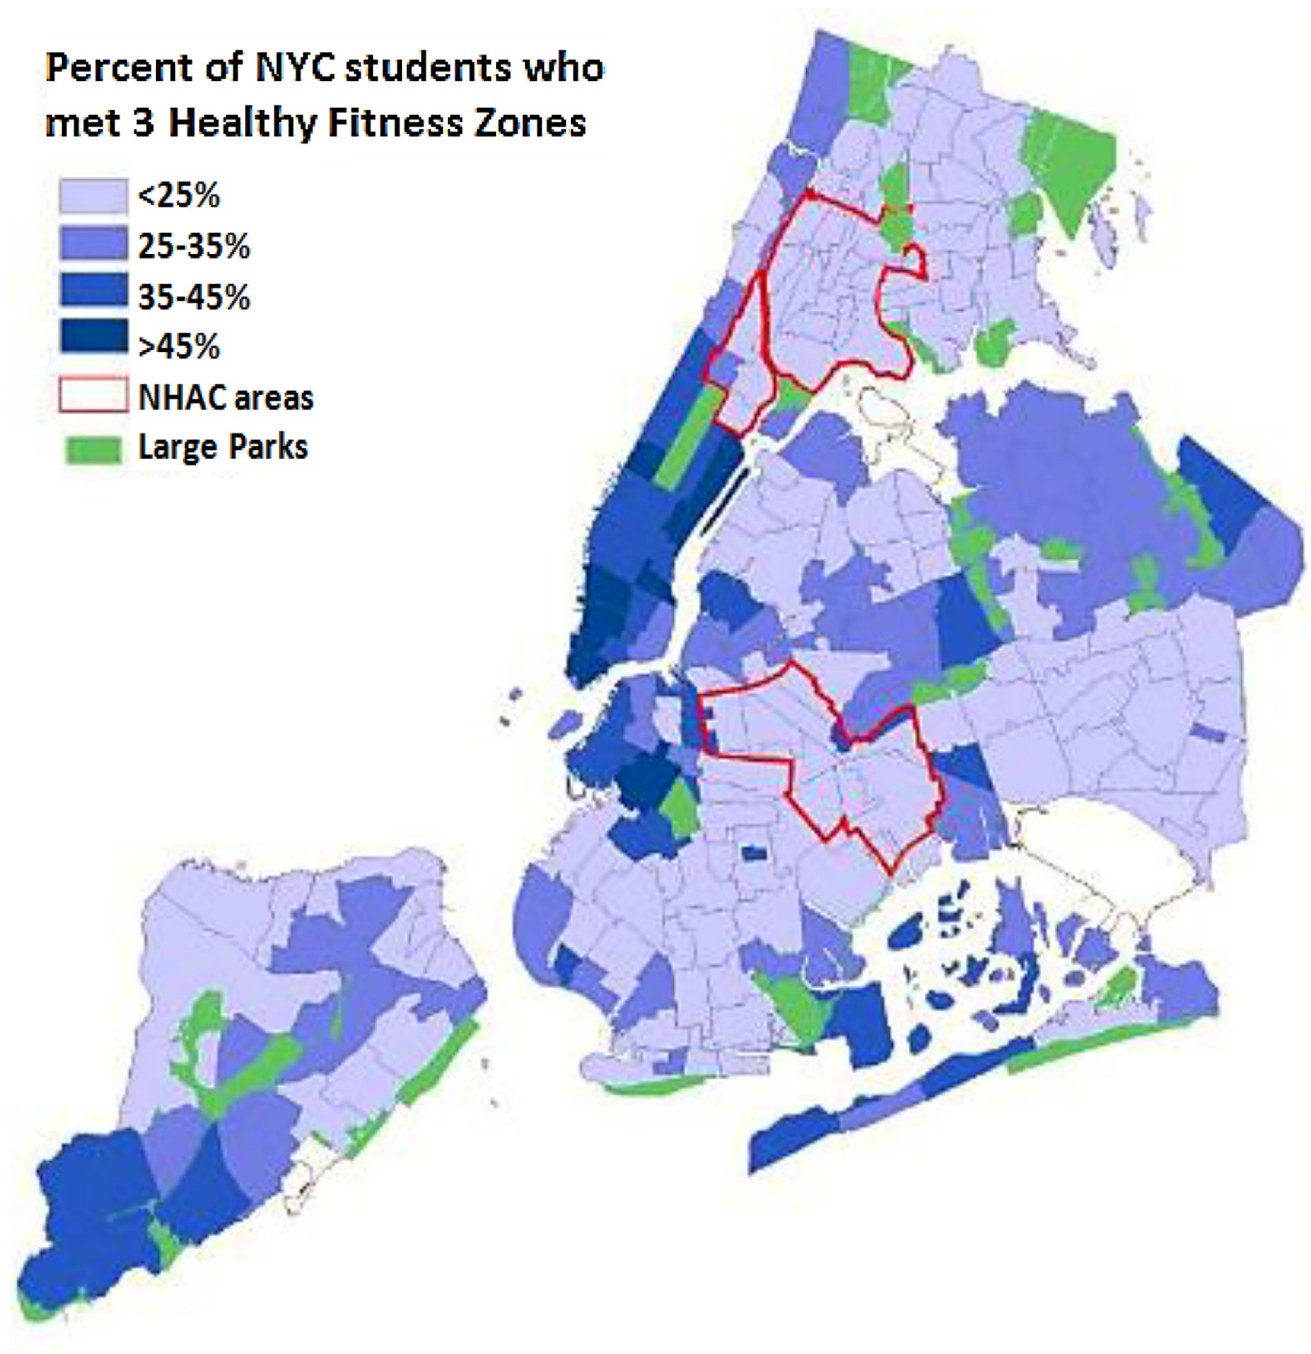 Percent of NYC students who
met 3 Healthy Fitness Zones
<25%
25-35%
35-45%
>45%
NHAC areas
Large Parks